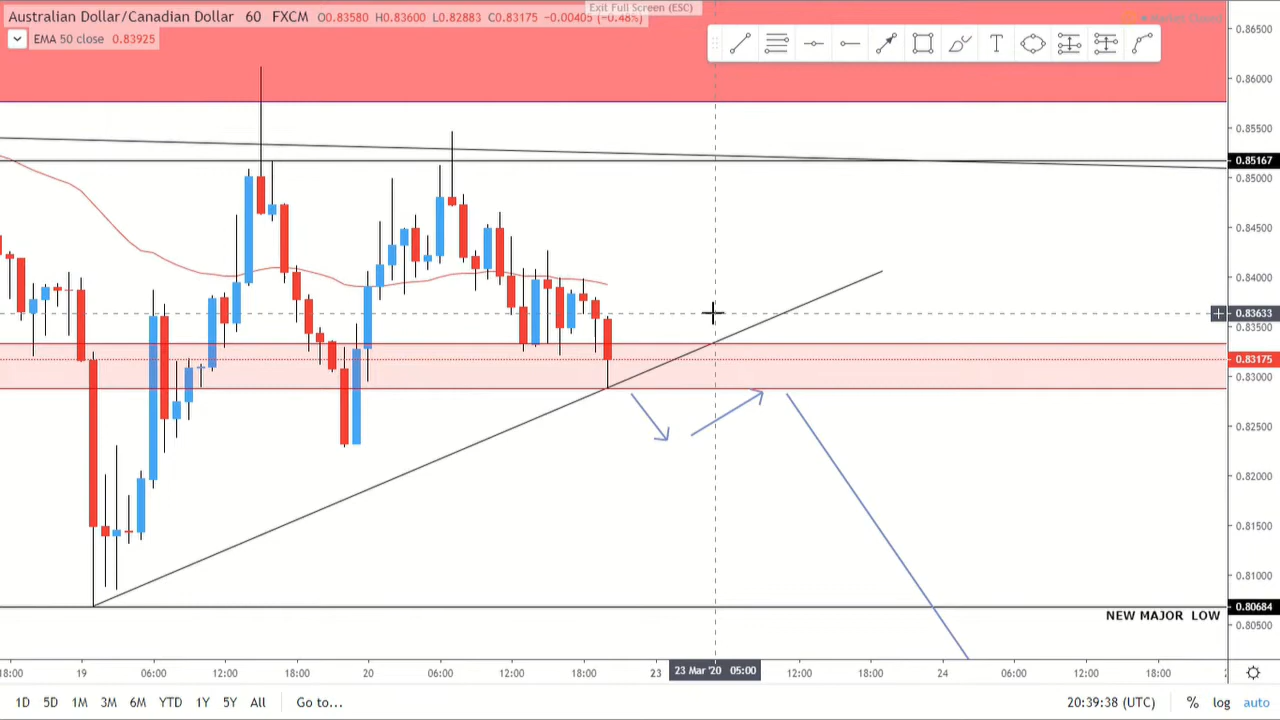 Exit Full Screen (ESC)
Australian Dollar/Canadian Dollar 60 FXCM O0.83580 H0.83600 L0.82883 C0.83175 -0.00405 (-0.48%)
Market Closed
EMA 50 close 0.83925
T
0.86500
0.86000
0.85500
0.85167
0.85000
0.84500
0.84000
0.83633
0.83500
0.83175
0.83000
0.82500
0.82000
0.81500
0.81000
0.80684
NEW MAJOR LOW
0.80500
18:00 19 06:00 12:00 18:00 20 06:00 12:00 18:00 23 23 Mar '20 05:00 12:00 18:00 24 06:00 12:00 18:00
1D 5D 1M 3M 6M YTD 1Y 5Y All Go to... 20:39:38 (UTC) % log auto